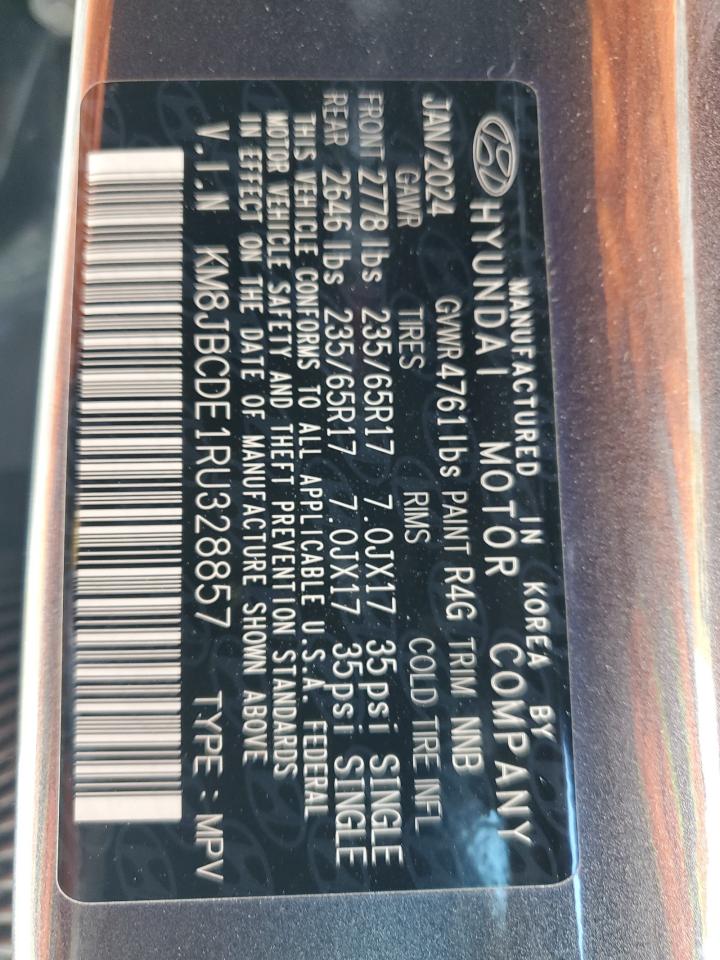 MANUFACTURED IN KOREA BY
HYUNDAI MOTOR COMPANY
JAN/2024 GVWR4761lbs PAINT R4G TRIM NNB
GAWR TIRES RIMS COLD TIRE INFL
FRONT 2778 lbs 235/65R17 7.0JX17 35psi SINGLE
REAR 2646 lbs 235/65R17 7.0JX17 35psi SINGLE
THIS VEHICLE CONFORMS TO ALL APPLICABLE U.S.A. FEDERAL
MOTOR VEHICLE SAFETY AND THEFT PREVENTION STANDARDS
IN EFFECT ON THE DATE OF MANUFACTURE SHOWN ABOVE
V.I.N KM8JBCDE1RU328857 TYPE : MPV